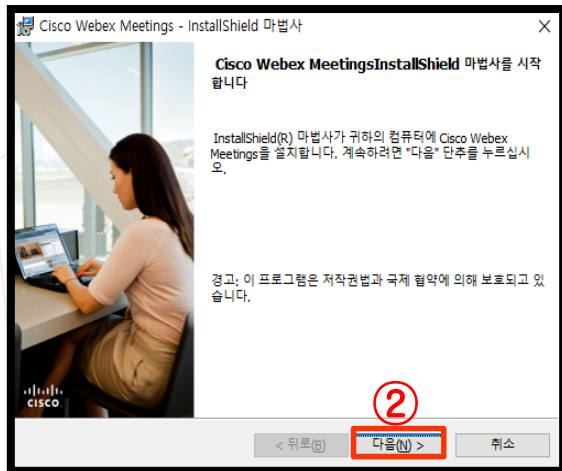 Cisco Webex Meetings - InstallShield 마법사
Cisco Webex MeetingsInstallShield 마법사를 시작
합니다
InstallShield(R) 마법사가 귀하의 컴퓨터에 Cisco Webex
Meetings을 설치합니다. 계속하려면 "다음" 단추를 누르십시
오.
경고: 이 프로그램은 저작권법과 국제 협약에 의해 보호되고 있
습니다.
CISCO
②
< 뒤로(B) 다음(N) > 취소